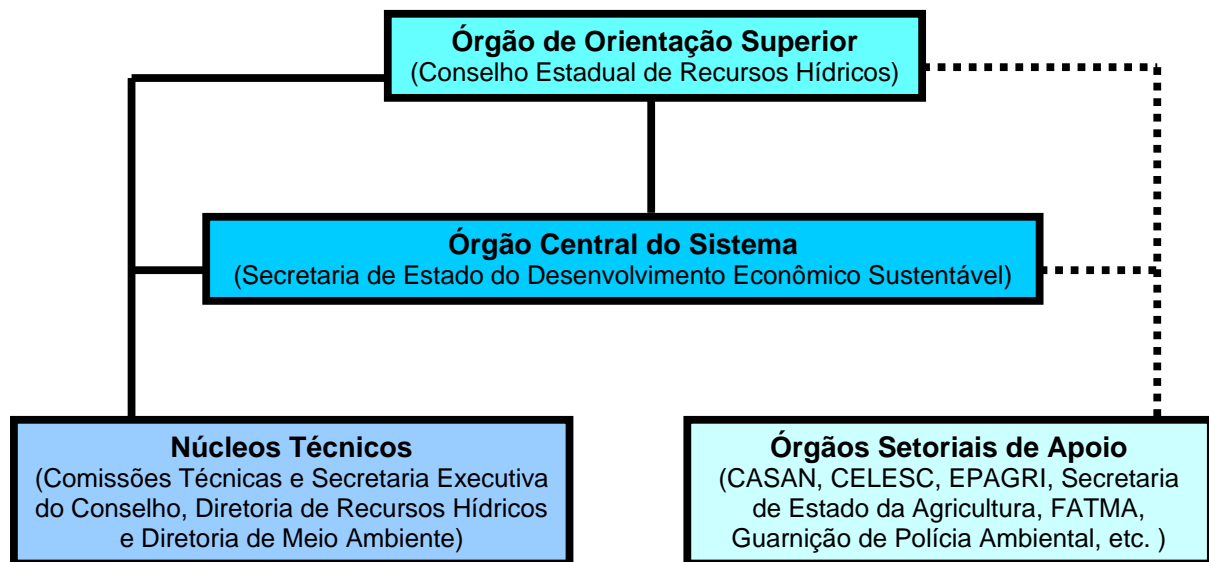 Órgão de Orientação Superior
(Conselho Estadual de Recursos Hídricos)
Órgão Central do Sistema
(Secretaria de Estado do Desenvolvimento Econômico Sustentável)
Núcleos Técnicos
(Comissões Técnicas e Secretaria Executiva
do Conselho, Diretoria de Recursos Hídricos
e Diretoria de Meio Ambiente)
Órgãos Setoriais de Apoio
(CASAN, CELESC, EPAGRI, Secretaria
de Estado da Agricultura, FATMA,
Guarnição de Polícia Ambiental, etc. )